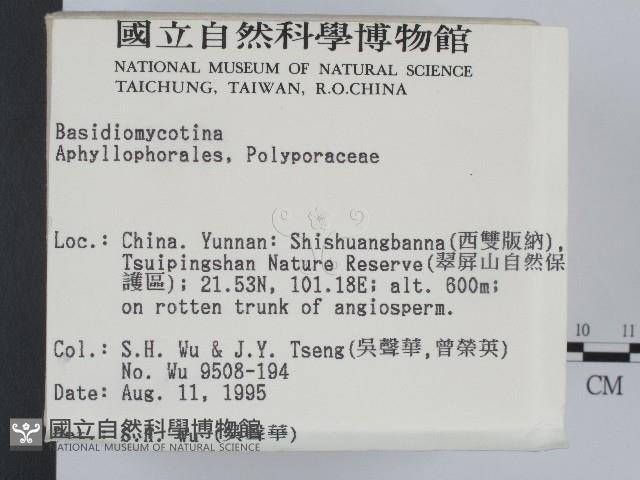 國立自然科學博物館
NATIONAL MUSEUM OF NATURAL SCIENCE
TAICHUNG, TAIWAN, R.O.CHINA
Basidiomycotina
Aphyllophorales, Polyporaceae
Loc.: China. Yunnan: Shishuangbanna(西雙版納),
Tsuipingshan Nature Reserve(翠屏山自然保
護區); 21.53N, 101.18E; alt. 600m;
on rotten trunk of angiosperm.
Col.: S.H. Wu & J.Y. Tseng(吳聲華,曾榮英)
No. Wu 9508-194
Date: Aug. 11, 1995
S.H. Wu (吳聲華)
國立自然科學博物館
NATIONAL MUSEUM OF NATURAL SCIENCE
10 11
CM